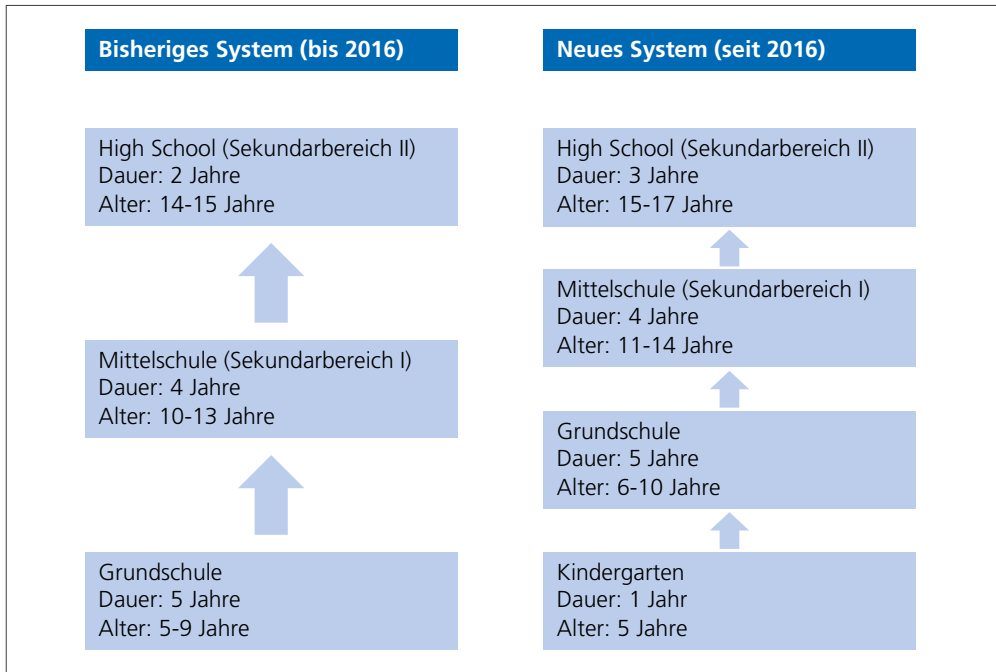 Bisheriges System (bis 2016)
High School (Sekundarbereich II)
Dauer: 2 Jahre
Alter: 14-15 Jahre
Mittelschule (Sekundarbereich I)
Dauer: 4 Jahre
Alter: 10-13 Jahre
Grundschule
Dauer: 5 Jahre
Alter: 5-9 Jahre
Neues System (seit 2016)
High School (Sekundarbereich II)
Dauer: 3 Jahre
Alter: 15-17 Jahre
Mittelschule (Sekundarbereich I)
Dauer: 4 Jahre
Alter: 11-14 Jahre
Grundschule
Dauer: 5 Jahre
Alter: 6-10 Jahre
Kindergarten
Dauer: 1 Jahr
Alter: 5 Jahre